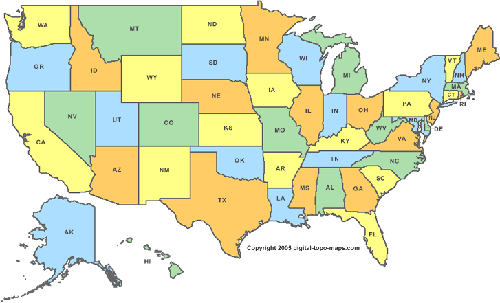 WA
MT
ND
MN
ME
OR
ID
SD
WI
VT
NH
NY
WY
MI
MA
IA
CT
RI
NE
PA
NV
UT
IL
IN
OH
NJ
CO
MD
DE
CA
KS
MO
WV
VA
KY
AZ
NM
OK
TN
NC
AR
SC
TX
MS
AL
GA
LA
AK
FL
HI
Copyright 2005 digital-topo-maps.com